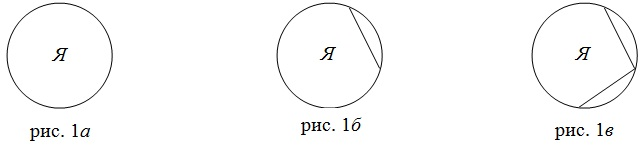 Я Я Я
рис. 1а рис. 1б рис. 1в